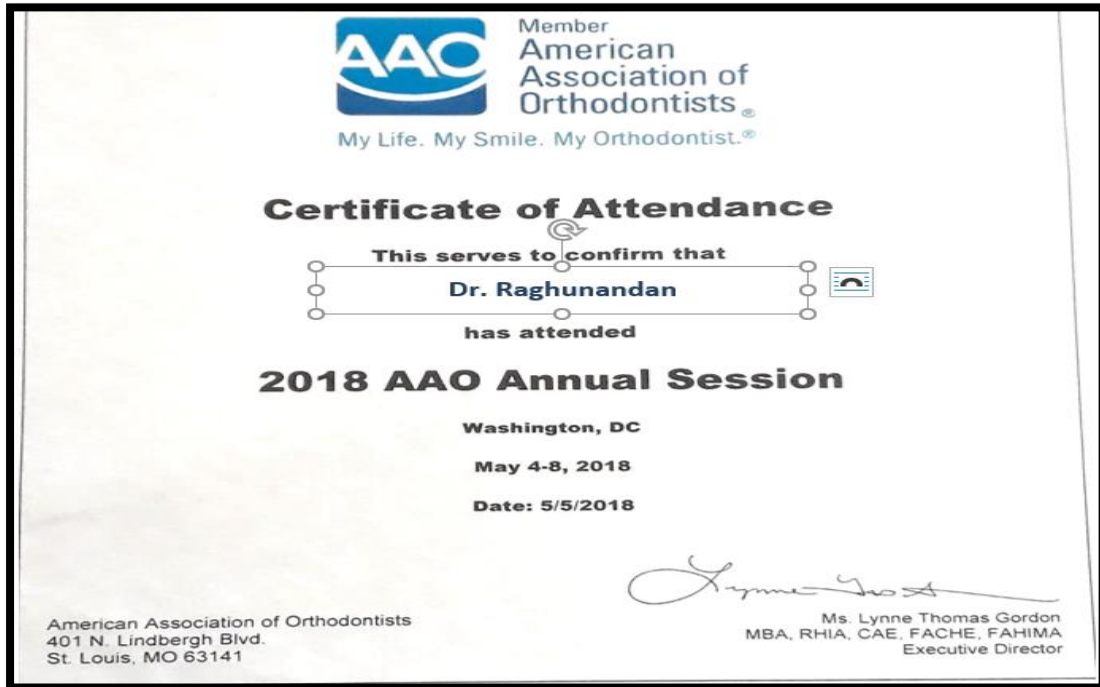 AAO
Member
American
Association of
Orthodontists®
My Life. My Smile. My Orthodontist.®
Certificate of Attendance
This serves to confirm that
Dr. Raghunandan
has attended
2018 AAO Annual Session
Washington, DC
May 4-8, 2018
Date: 5/5/2018
American Association of Orthodontists
401 N. Lindbergh Blvd.
St. Louis, MO 63141
Lynne
Ms. Lynne Thomas Gordon
MBA, RHIA, CAE, FACHE, FAHIMA
Executive Director